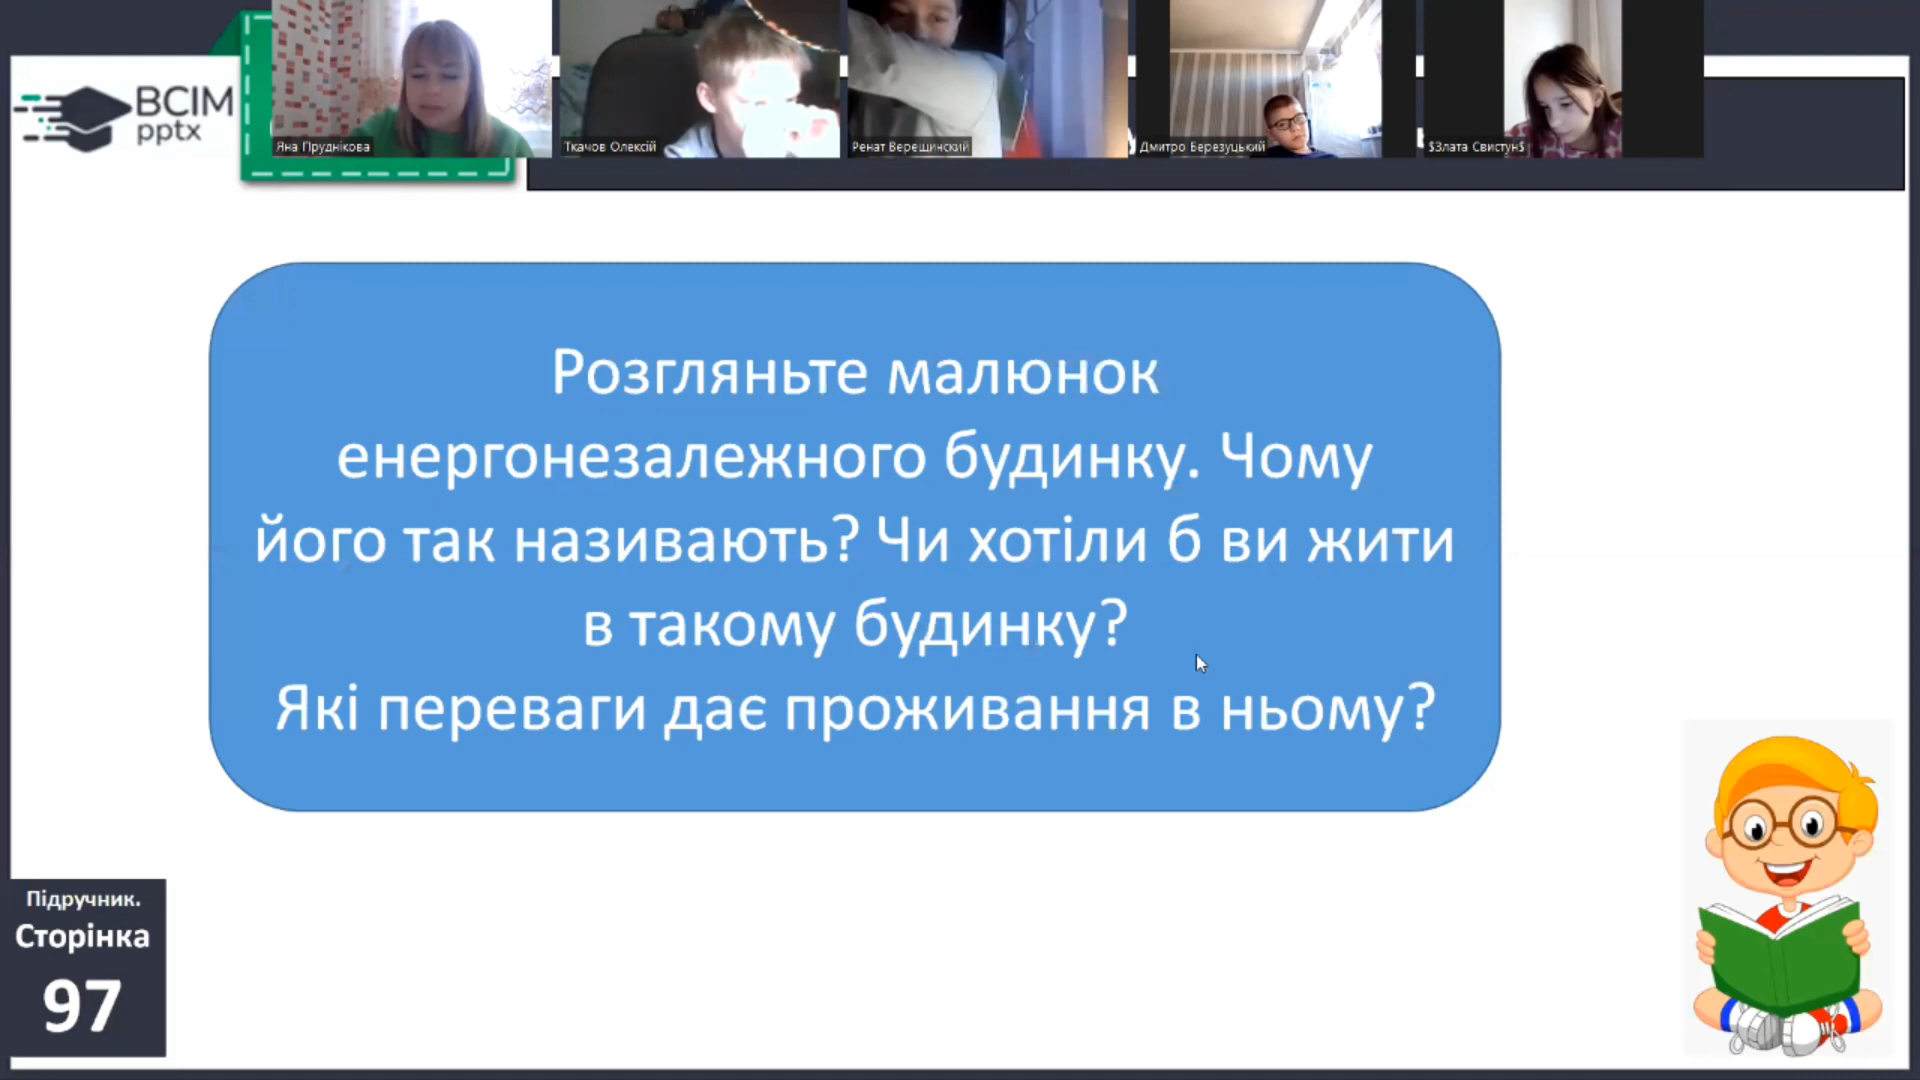 ВСІМ
pptx
Яна Пруднікова
Ткачов Олексій
Ренат Верещинский
Дмитро Березуцький
$Злата Свистун$
Розгляньте малюнок
енергонезалежного будинку. Чому
його так називають? Чи хотіли б ви жити
в такому будинку?
Які переваги дає проживання в ньому?
Підручник.
Сторінка
97